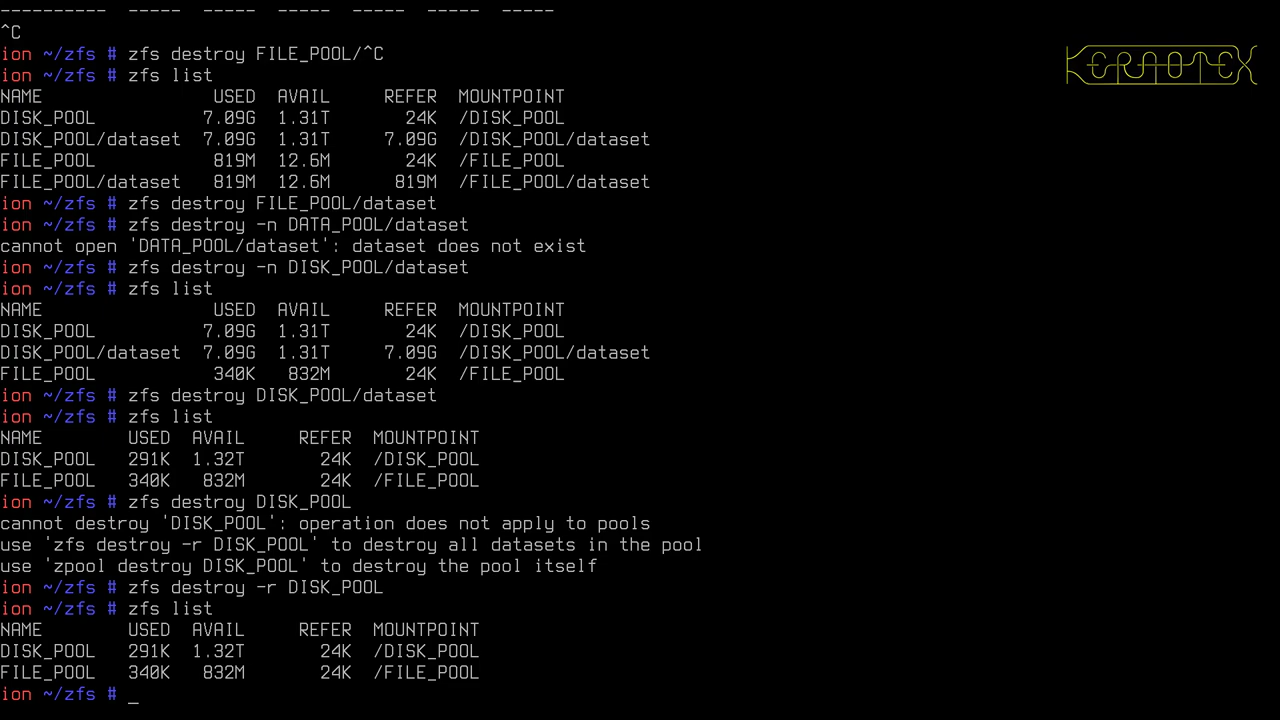 ---------- ----- ----- ----- ----- ----- -----
^C
ion ~/zfs # zfs destroy FILE_POOL/^C
ion ~/zfs # zfs list
NAME                USED  AVAIL     REFER  MOUNTPOINT
DISK_POOL          7.09G  1.31T       24K  /DISK_POOL
DISK_POOL/dataset  7.09G  1.31T     7.09G  /DISK_POOL/dataset
FILE_POOL           819M  12.6M       24K  /FILE_POOL
FILE_POOL/dataset   819M  12.6M      819M  /FILE_POOL/dataset
ion ~/zfs # zfs destroy FILE_POOL/dataset
ion ~/zfs # zfs destroy -n DATA_POOL/dataset
cannot open 'DATA_POOL/dataset': dataset does not exist
ion ~/zfs # zfs destroy -n DISK_POOL/dataset
ion ~/zfs # zfs list
NAME                USED  AVAIL     REFER  MOUNTPOINT
DISK_POOL          7.09G  1.31T       24K  /DISK_POOL
DISK_POOL/dataset  7.09G  1.31T     7.09G  /DISK_POOL/dataset
FILE_POOL           340K   832M       24K  /FILE_POOL
ion ~/zfs # zfs destroy DISK_POOL/dataset
ion ~/zfs # zfs list
NAME        USED  AVAIL     REFER  MOUNTPOINT
DISK_POOL   291K  1.32T       24K  /DISK_POOL
FILE_POOL   340K   832M       24K  /FILE_POOL
ion ~/zfs # zfs destroy DISK_POOL
cannot destroy 'DISK_POOL': operation does not apply to pools
use 'zfs destroy -r DISK_POOL' to destroy all datasets in the pool
use 'zpool destroy DISK_POOL' to destroy the pool itself
ion ~/zfs # zfs destroy -r DISK_POOL
ion ~/zfs # zfs list
NAME        USED  AVAIL     REFER  MOUNTPOINT
DISK_POOL   291K  1.32T       24K  /DISK_POOL
FILE_POOL   340K   832M       24K  /FILE_POOL
ion ~/zfs # _
KERNOTEX